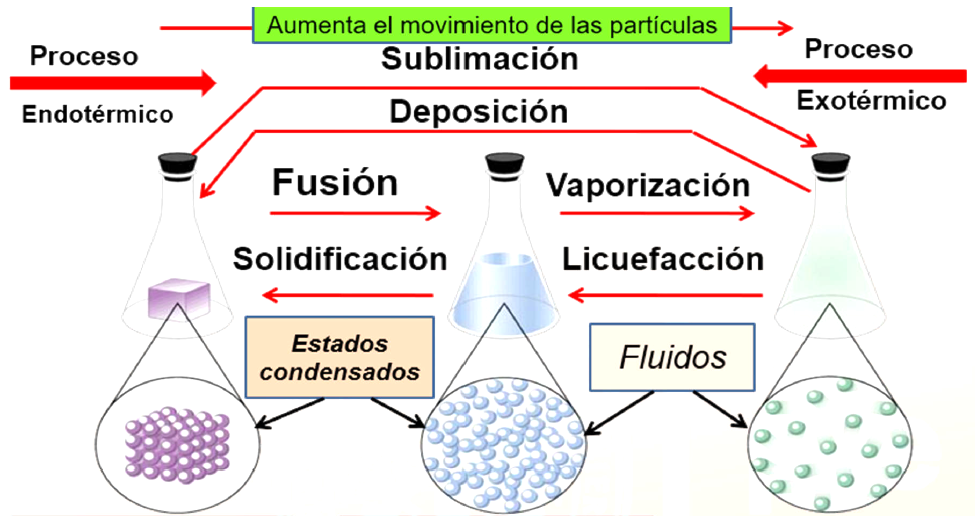 Aumenta el movimiento de las partículas
Proceso
Endotérmico
Sublimación
Proceso
Exotérmico
Deposición
Fusión
Vaporización
Solidificación
Licuefacción
Estados
condensados
Fluidos